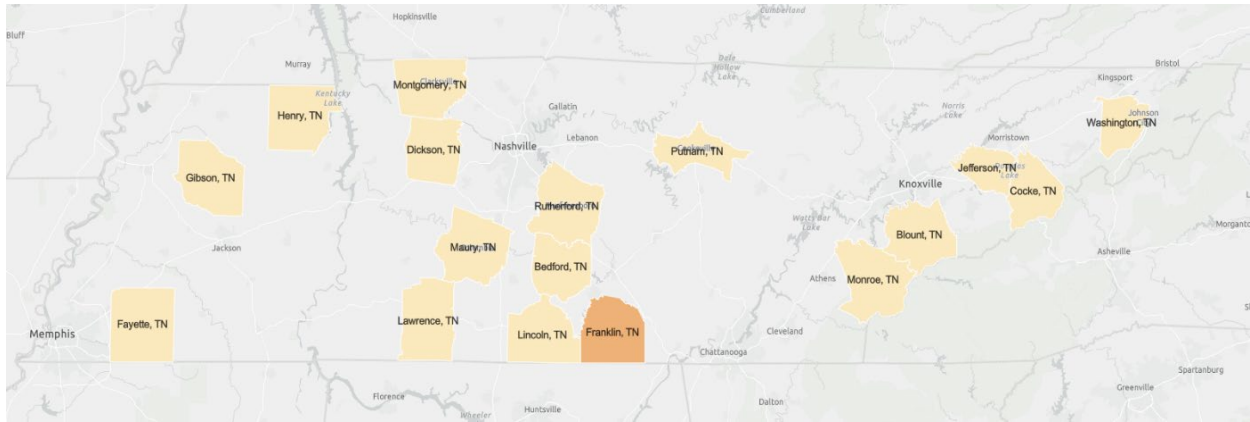 Bluff
Hopkinsville
Cumberland
Murray
Kentucky
Lake
Henry, TN
Clarksville
Montgomery, TN
Gallatin
Dale
Hollow
Lake
Bristol
Kingsport
Johnson
Washington, TN
Norris
Lake
Morristown
Dickson, TN
Nashville
Lebanon
Putnam, TN
Gibson, TN
Jefferson, TN
Lake
Cocke, TN
Knoxville
Rutherford, TN
Watts Bar
Lake
Blount, TN
Morganto
Jackson
Maury, TN
Bedford, TN
Athens
Monroe, TN
Asheville
Fayette, TN
Memphis
Lawrence, TN
Lincoln, TN
Franklin, TN
Cleveland
Chattanooga
Spartanburg
Florence
Wheeler
Huntsville
Dalton
Greenville